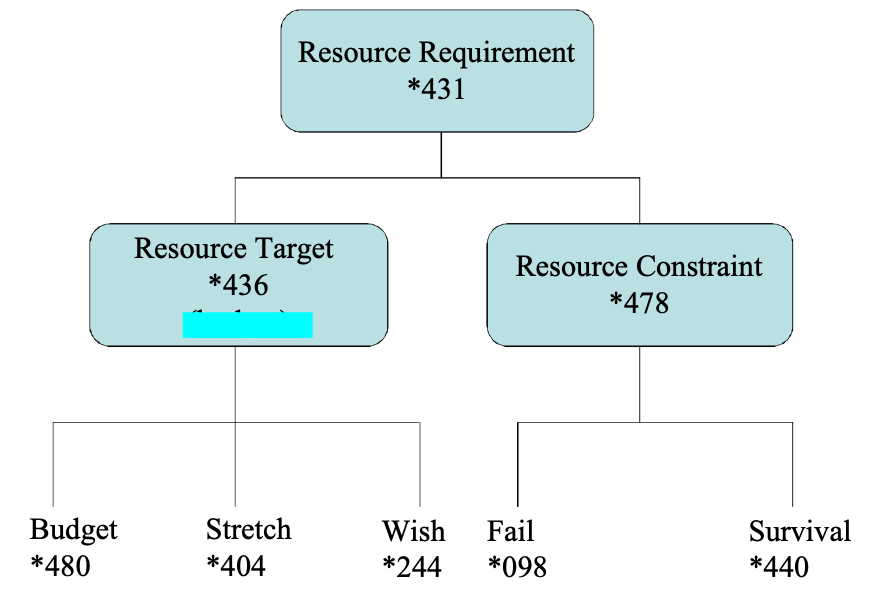 Resource Requirement
*431
Resource Target
*436
Resource Constraint
*478
Budget
*480
Stretch
*404
Wish
*244
Fail
*098
Survival
*440